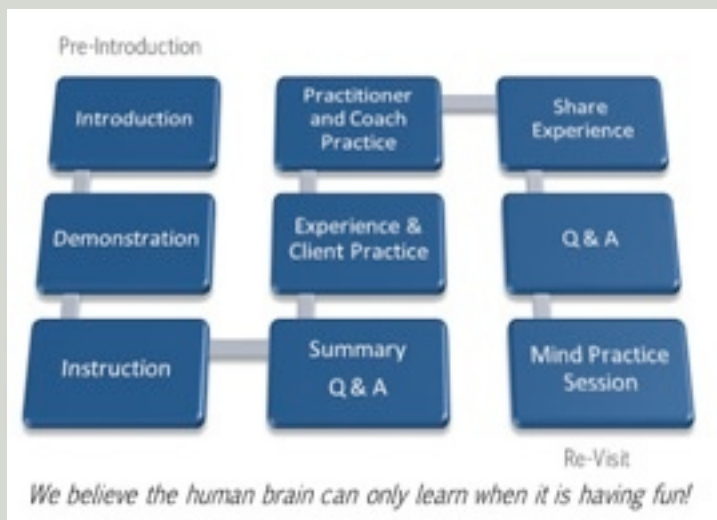 Pre-Introduction
Introduction
Demonstration
Instruction
Summary
Q & A
Experience &
Client Practice
Practitioner
and Coach
Practice
Share
Experience
Q & A
Mind Practice
Session
Re-Visit
We believe the human brain can only learn when it is having fun!